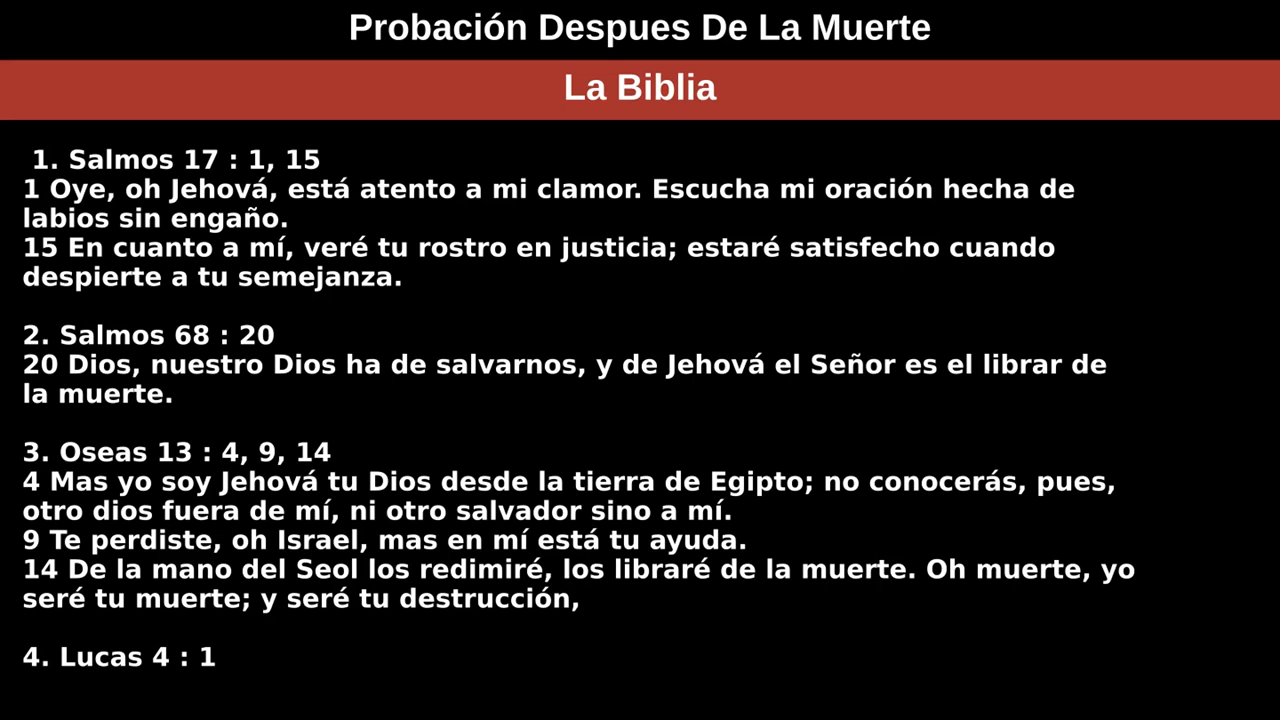 Probación Despues De La Muerte
La Biblia
1. Salmos 17 : 1, 15
1 Oye, oh Jehová, está atento a mi clamor. Escucha mi oración hecha de
labios sin engaño.
15 En cuanto a mí, veré tu rostro en justicia; estaré satisfecho cuando
despierte a tu semejanza.
2. Salmos 68 : 20
20 Dios, nuestro Dios ha de salvarnos, y de Jehová el Señor es el librar de
la muerte.
3. Oseas 13 : 4, 9, 14
4 Mas yo soy Jehová tu Dios desde la tierra de Egipto; no conocerás, pues,
otro dios fuera de mí, ni otro salvador sino a mí.
9 Te perdiste, oh Israel, mas en mí está tu ayuda.
14 De la mano del Seol los redimiré, los libraré de la muerte. Oh muerte, yo
seré tu muerte; y seré tu destrucción,
4. Lucas 4 : 1